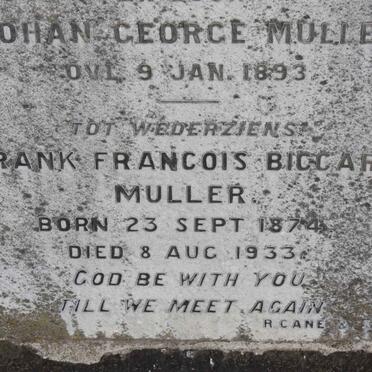 OHAN GEORGE MULLE
OVL 9 JAN. 1893
TOT WEDERZIENS
RANK FRANCOIS BICCAR
MULLER.
BORN 23 SEPT 1874.
DIED 8 AUG 1933.
GOD BE WITH YOU
TILL WE MEET AGAIN
R.CANE &